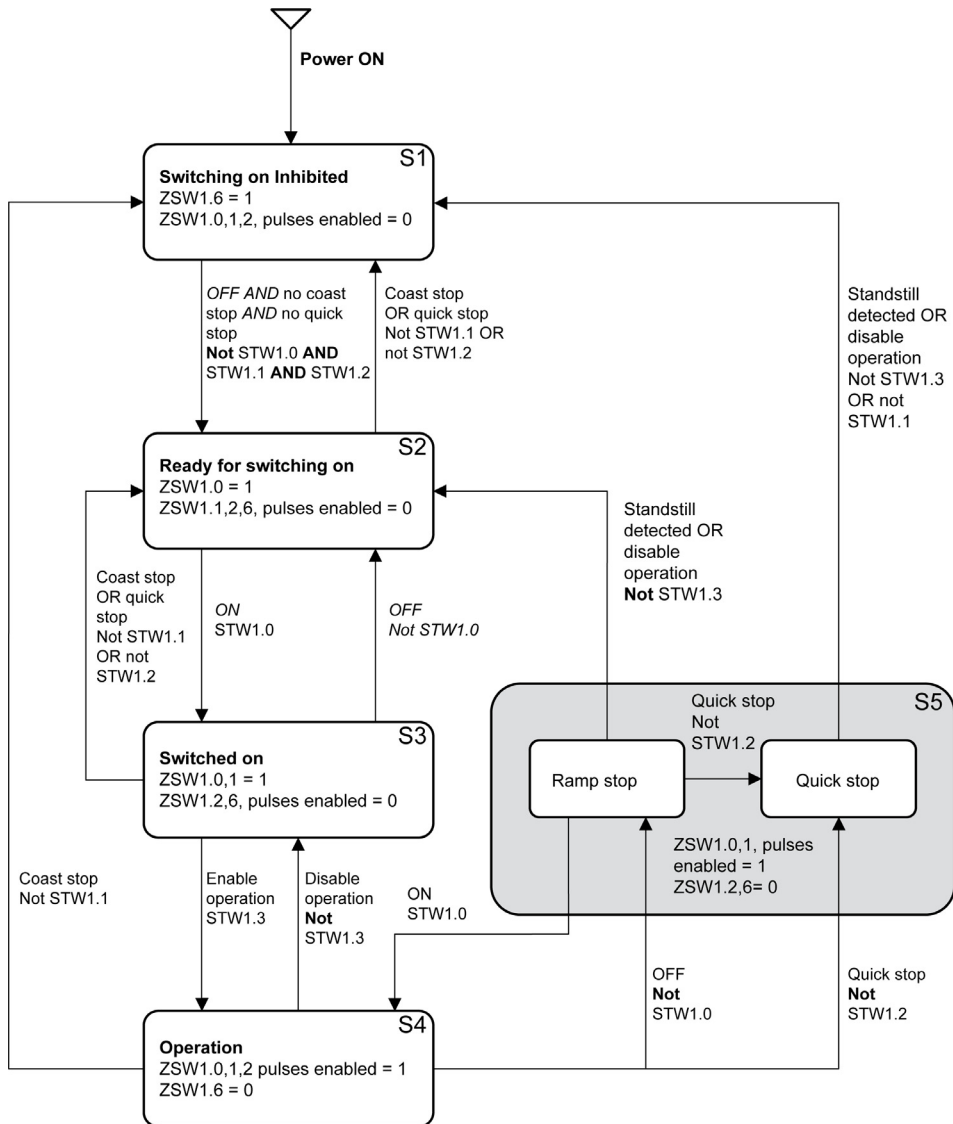 Power ON
S1
Switching on Inhibited
ZSW1.6 = 1
ZSW1.0,1,2, pulses enabled = 0
OFF AND no coast
stop AND no quick
stop
Not STW1.0 AND
STW1.1 AND STW1.2
Coast stop
OR quick stop
Not STW1.1 OR
not STW1.2
Standstill
detected OR
disable
operation
Not STW1.3
OR not
STW1.1
S2
Ready for switching on
ZSW1.0 = 1
ZSW1.1,2,6, pulses enabled = 0
Coast stop
OR quick
stop
Not STW1.1
OR not
STW1.2
ON
STW1.0
OFF
Not STW1.0
Standstill
detected OR
disable
operation
Not STW1.3
S3
Switched on
ZSW1.0,1 = 1
ZSW1.2,6, pulses enabled = 0
S5
Quick stop
Not
STW1.2
Ramp stop
Quick stop
ZSW1.0,1, pulses
enabled = 1
ZSW1.2,6= 0
Coast stop
Not STW1.1
Enable
operation
STW1.3
Disable
operation
Not
STW1.3
ON
STW1.0
OFF
Not
STW1.0
Quick stop
Not
STW1.2
S4
Operation
ZSW1.0,1,2 pulses enabled = 1
ZSW1.6 = 0